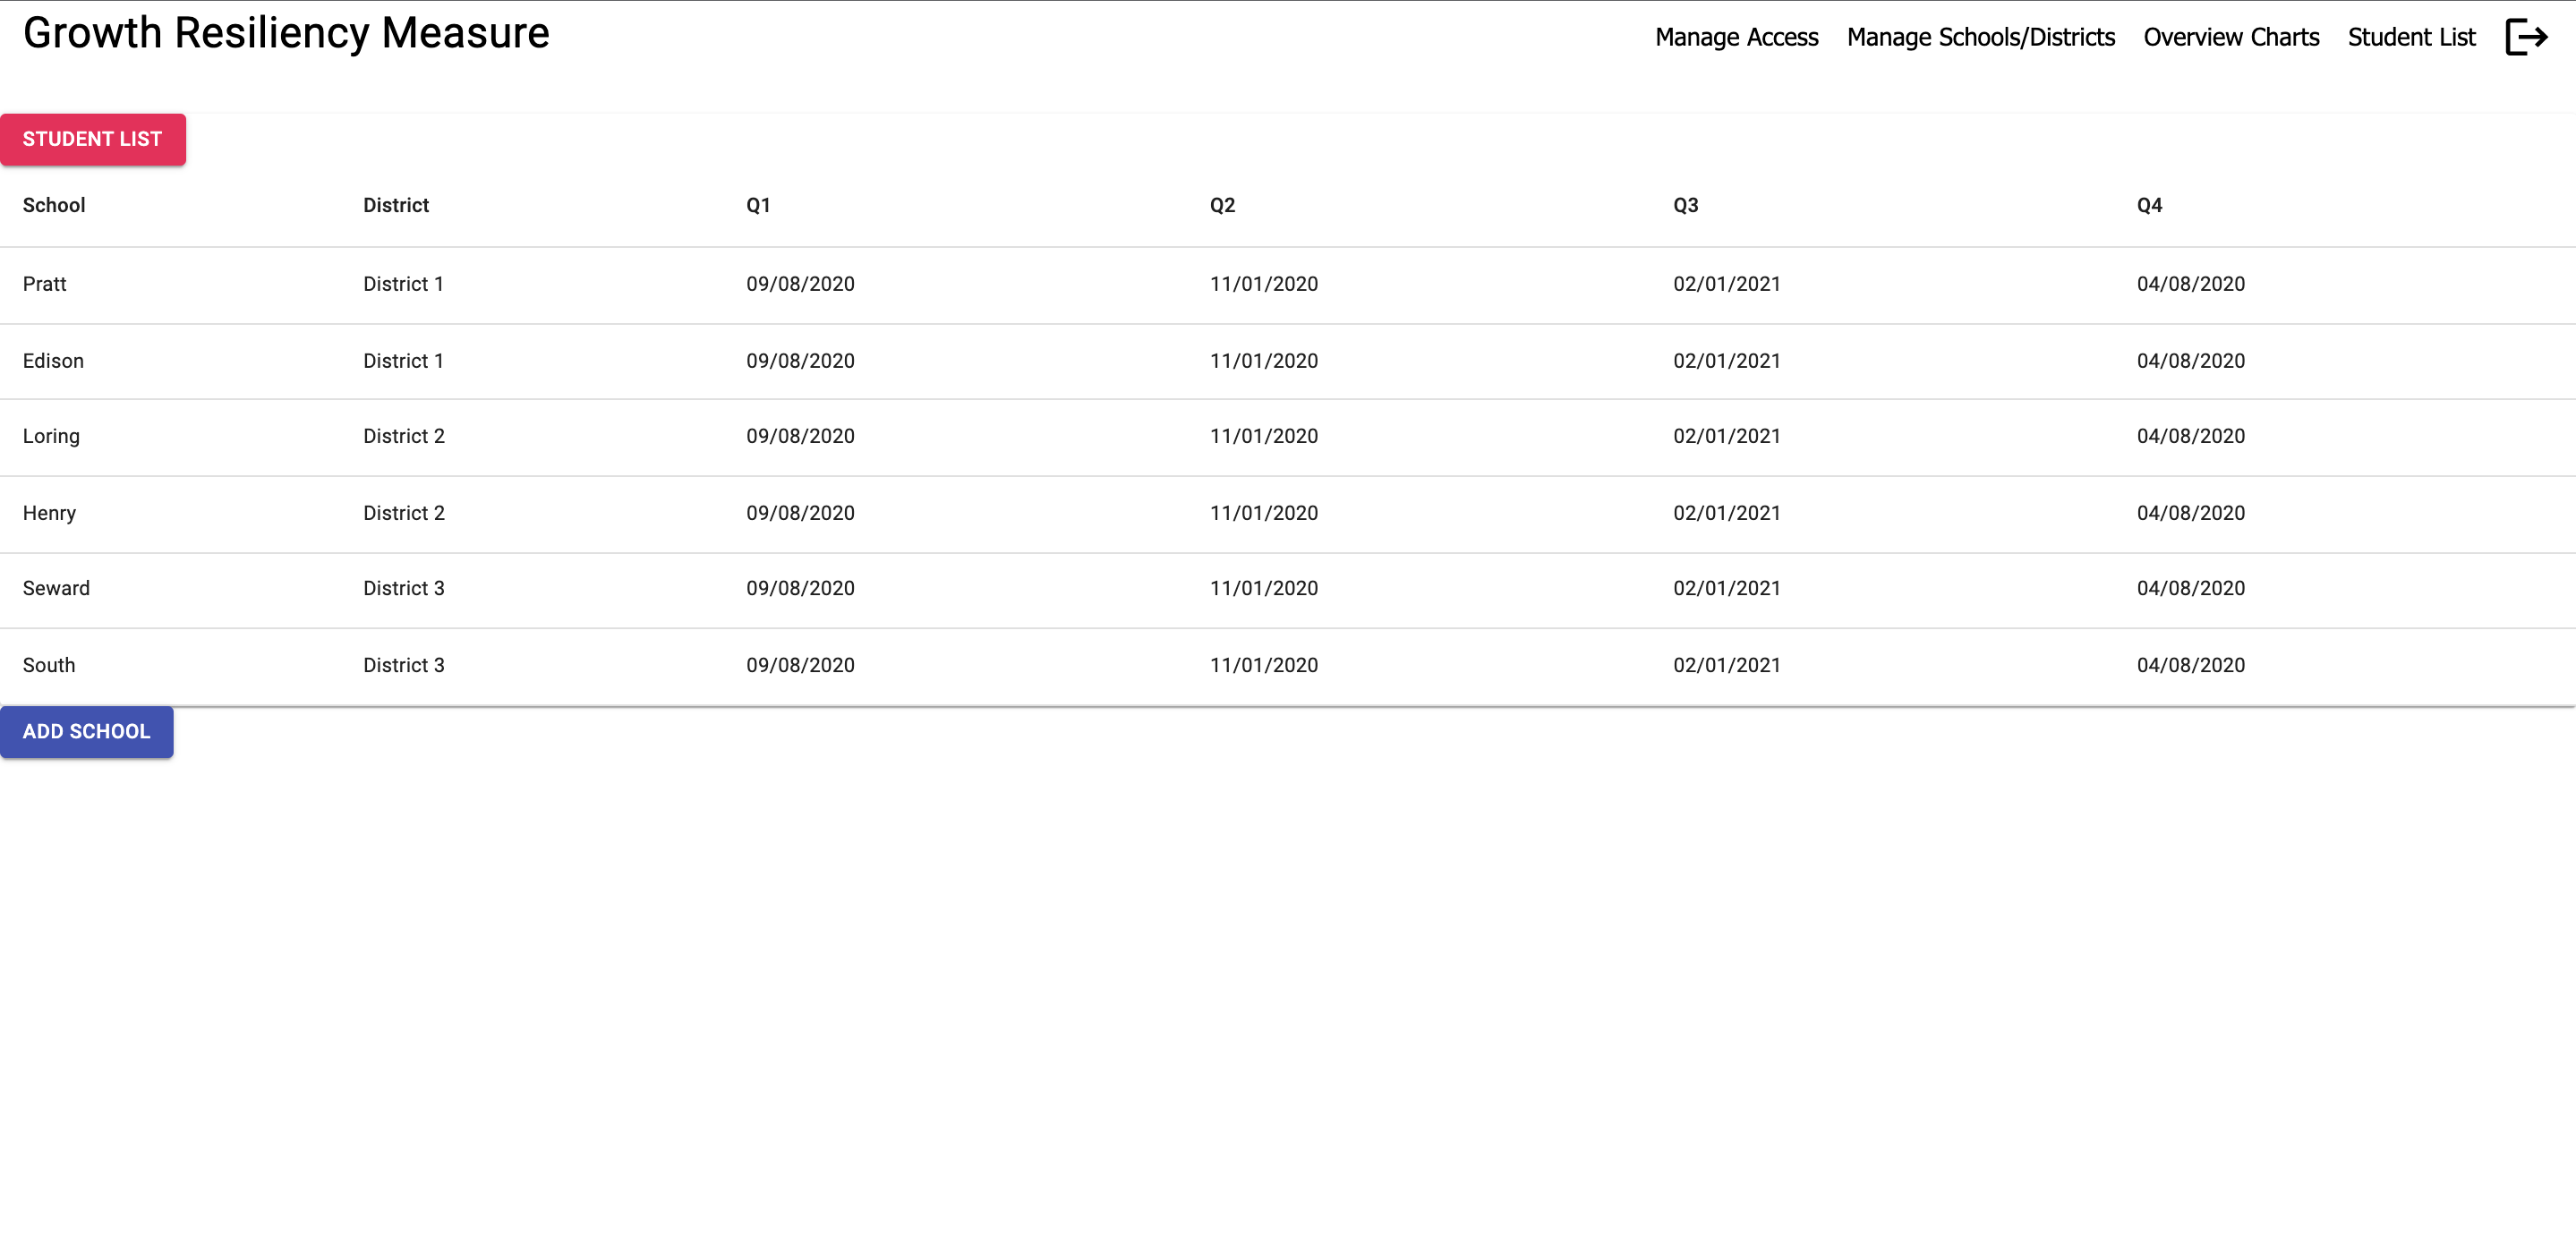 Growth Resiliency Measure
Manage Access Manage Schools/Districts Overview Charts Student List
STUDENT LIST
School District Q1 Q2 Q3 Q4
Pratt District 1 09/08/2020 11/01/2020 02/01/2021 04/08/2020
Edison District 1 09/08/2020 11/01/2020 02/01/2021 04/08/2020
Loring District 2 09/08/2020 11/01/2020 02/01/2021 04/08/2020
Henry District 2 09/08/2020 11/01/2020 02/01/2021 04/08/2020
Seward District 3 09/08/2020 11/01/2020 02/01/2021 04/08/2020
South District 3 09/08/2020 11/01/2020 02/01/2021 04/08/2020
ADD SCHOOL